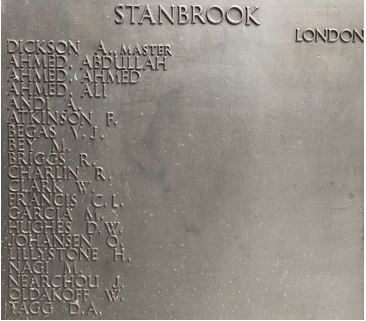 STANBROOK
LONDON
DICKSON A., MASTER
AHMED, ABDULLAH
AHMED, AHMED
AHMED, ALI
ANDI A.
ATKINSON F.
BEGAS V. J.
BEY M.
BRIGGS R.
CHARLIN R.
CLARK W.
FRANCIS C. L.
GARCIA M.
HUGHES D. W.
JOHANSEN O.
LILLYSTONE H.
NAGI M.
NEARCHOU J.
OLDAKOFF W.
TAGG D. A.